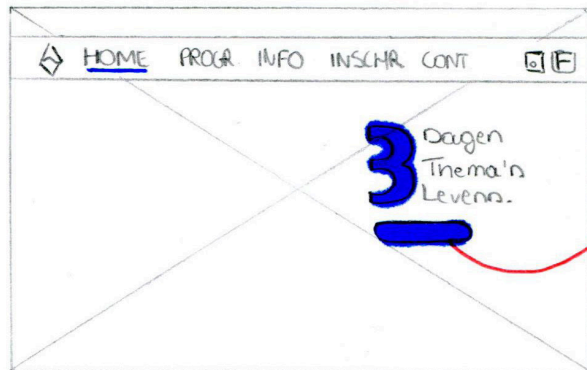 HOME PROGR INFO INSCHR CONT F
3 Dagen
Thema's
Levens.